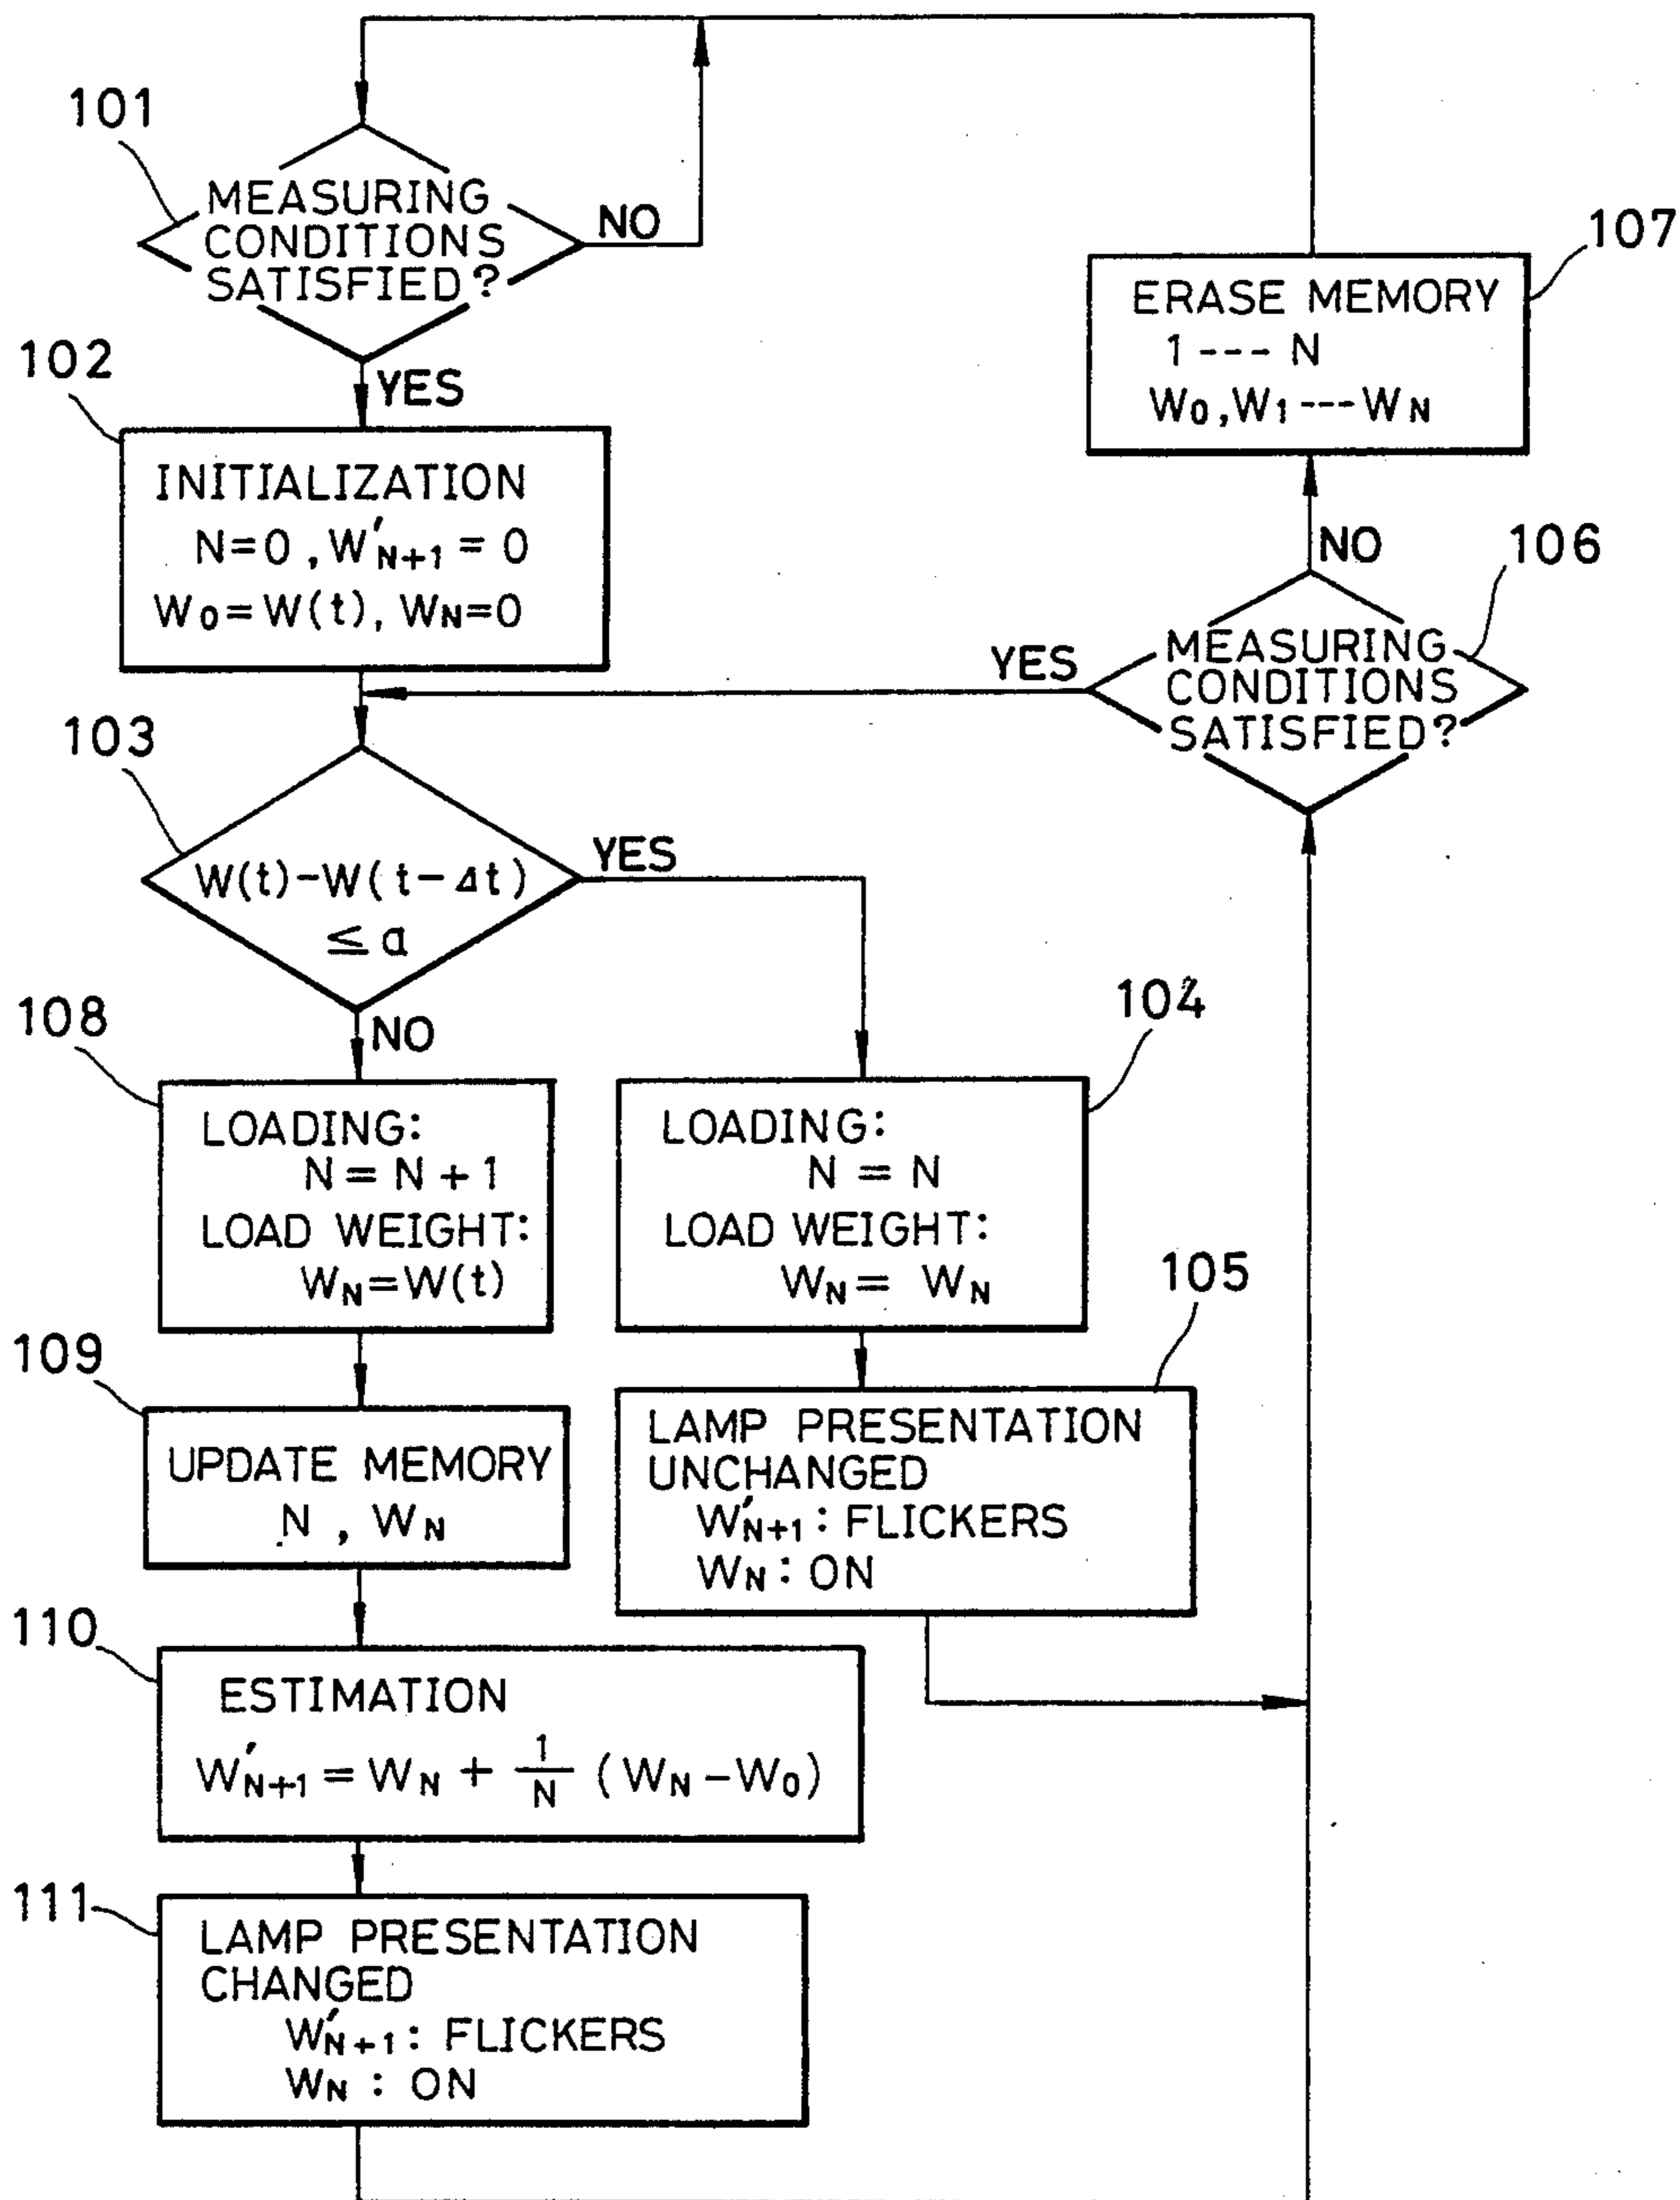 101
MEASURING
CONDITIONS
SATISFIED?
NO
YES
102
INITIALIZATION
N=0, W'N+1 = 0
W0=W(t), WN=0
103
W(t)-W(t-Δt)
≤ a
YES
NO
108
LOADING:
N = N + 1
LOAD WEIGHT:
WN=W(t)
104
LOADING:
N = N
LOAD WEIGHT:
WN = WN
105
LAMP PRESENTATION
UNCHANGED
W'N+1: FLICKERS
WN: ON
109
UPDATE MEMORY
N, WN
110
ESTIMATION
W'N+1 = WN + 1/N (WN - W0)
111
LAMP PRESENTATION
CHANGED
W'N+1: FLICKERS
WN: ON
106
MEASURING
CONDITIONS
SATISFIED?
YES
NO
107
ERASE MEMORY
1 --- N
W0, W1 --- WN